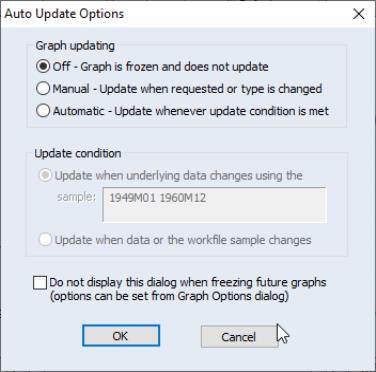 Auto Update Options
Graph updating
Off - Graph is frozen and does not update
Manual - Update when requested or type is changed
Automatic - Update whenever update condition is met
Update condition
Update when underlying data changes using the
sample: 1949M01 1960M12
Update when data or the workfile sample changes
Do not display this dialog when freezing future graphs
(options can be set from Graph Options dialog)
OK Cancel